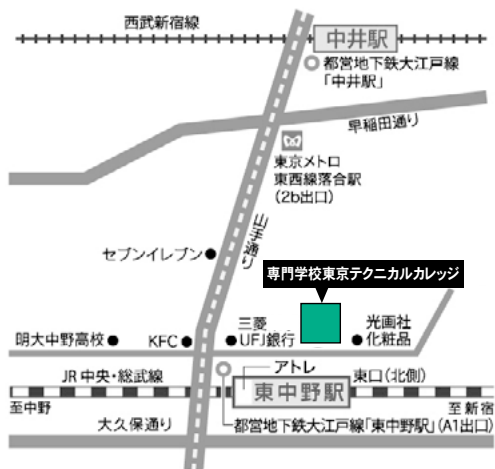 西武新宿線
中井駅
都営地下鉄大江戸線
「中井駅」
早稲田通り
東京メトロ
東西線落合駅
(2b出口)
山手通り
セブンイレブン
専門学校東京テクニカルカレッジ
明大中野高校
KFC
三菱
UFJ銀行
光画社
化粧品
JR中央・総武線
アトレ
東中野駅
東口(北側)
至中野
至新宿
大久保通り
都営地下鉄大江戸線「東中野駅」(A1出口)